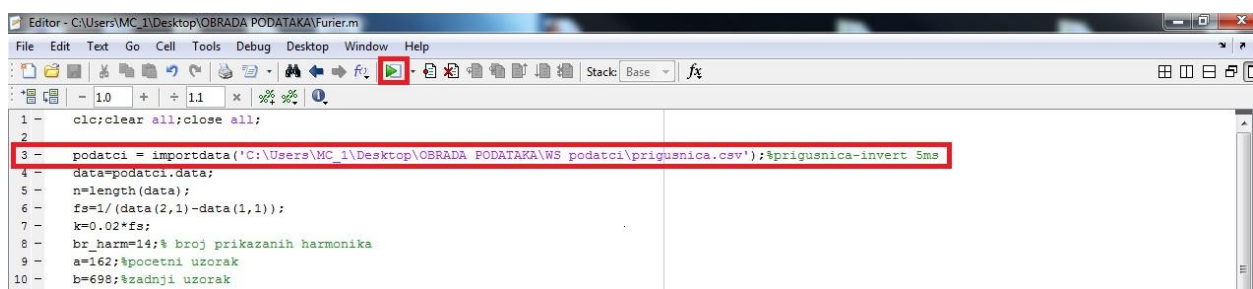 Editor - C:\Users\MC_1\Desktop\OBRADA PODATAKA\Furier.m
File Edit Text Go Cell Tools Debug Desktop Window Help
Stack: Base fx
- 1.0 + ÷ 1.1 ×
1 - clc;clear all;close all;
2
3 - podatci = importdata('C:\Users\MC_1\Desktop\OBRADA PODATAKA\WS podatci\prigusnica.csv');%prigusnica-invert 5ms
4 - data=podatci.data;
5 - n=length(data);
6 - fs=1/(data(2,1)-data(1,1));
7 - k=0.02*fs;
8 - br_harm=14;% broj prikazanih harmonika
9 - a=162;%pocetni uzorak
10 - b=698;%zadnji uzorak